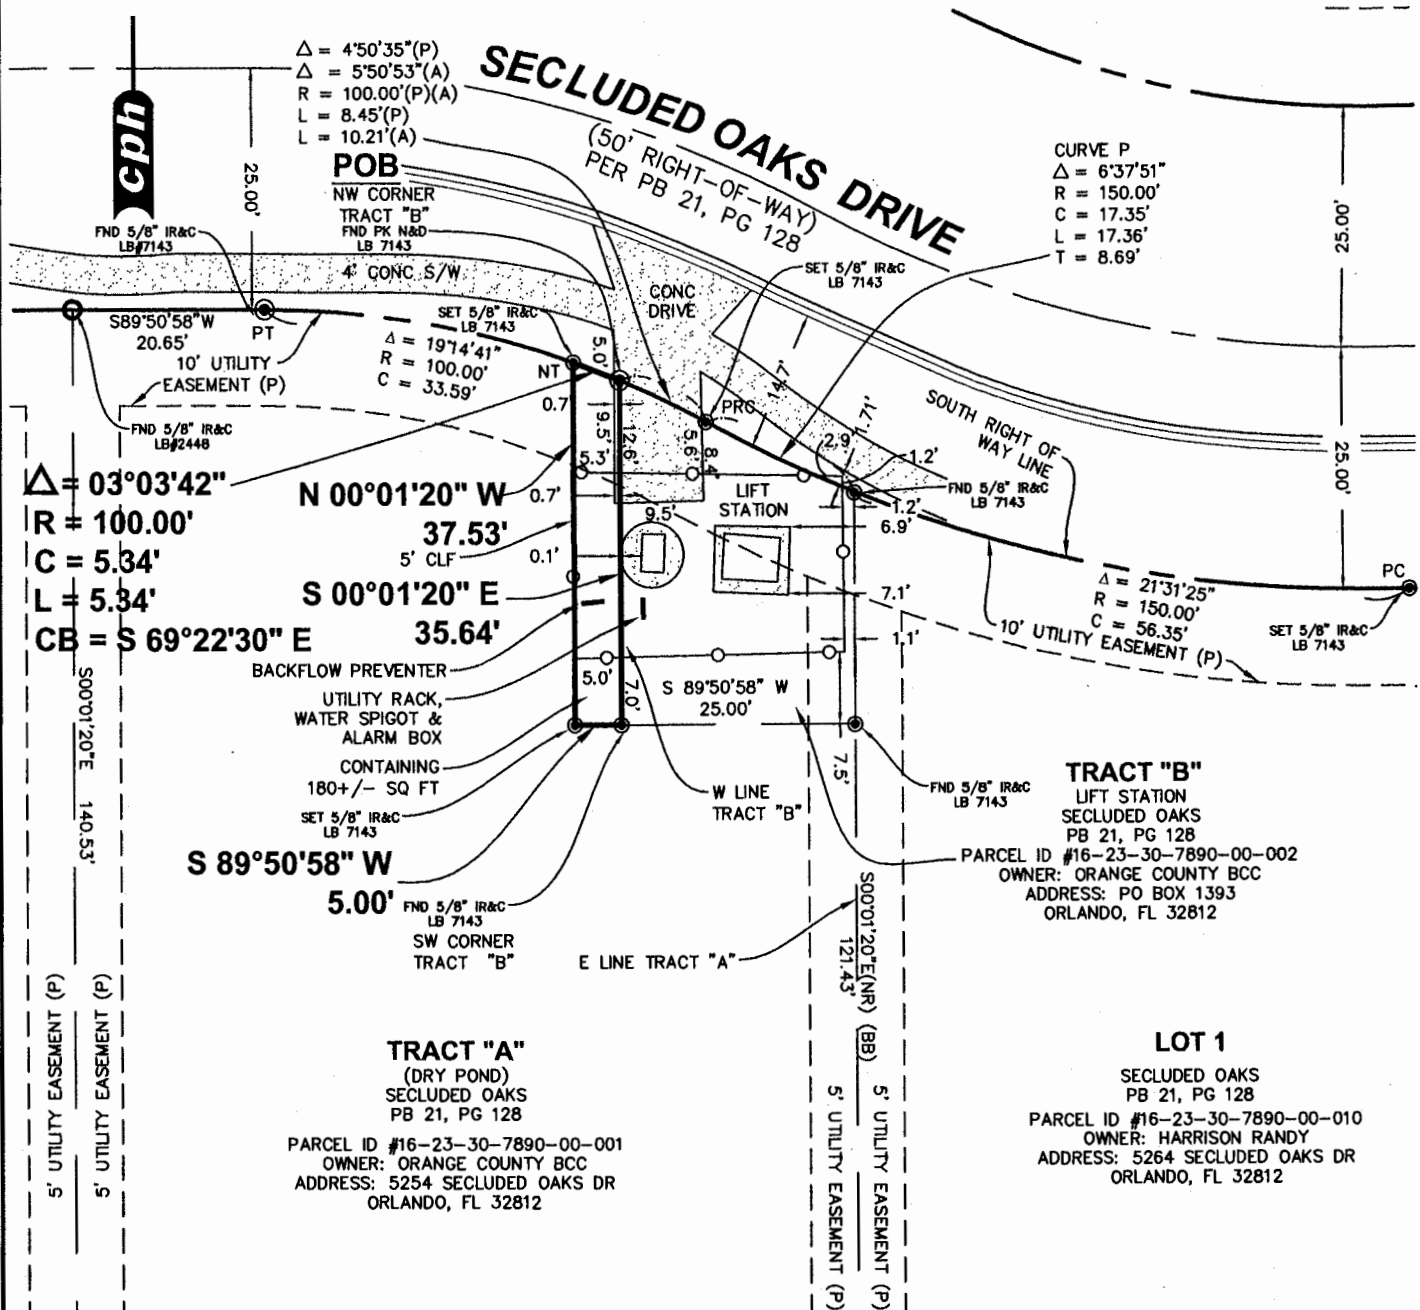 Δ = 4°50'35"(P)
Δ = 5°50'53"(A)
R = 100.00'(P)(A)
L = 8.45'(P)
L = 10.21'(A)
SECLUDED OAKS DRIVE
(50' RIGHT-OF-WAY)
PER PB 21, PG 128
cph
25.00'
POB
NW CORNER
TRACT "B"
FND PK N&D
LB 7143
FND 5/8" IR&C
LB#7143
4' CONC S/W
CURVE P
Δ = 6°37'51"
R = 150.00'
C = 17.35'
L = 17.36'
T = 8.69'
25.00'
25.00'
SET 5/8" IR&C
LB 7143
CONC
DRIVE
SET 5/8" IR&C
LB 7143
S89°50'58"W
20.65'
PT
10' UTILITY
EASEMENT (P)
Δ = 19°14'41"
R = 100.00'
C = 33.59'
NT
5.0'
14.7'
PRC
SOUTH RIGHT OF
WAY LINE
FND 5/8" IR&C
LB#2448
0.7'
9.5'
12.6'
5.6'
8.4'
2.9'
1.71'
1.2'
5.3'
Δ = 03°03'42"
R = 100.00'
C = 5.34'
L = 5.34'
CB = S 69°22'30" E
N 00°01'20" W
37.53'
0.7'
9.5'
LIFT
STATION
FND 5/8" IR&C
LB 7143
1.2'
6.9'
5' CLF
0.1'
S 00°01'20" E
35.64'
7.1'
1.1'
PC
Δ = 21°31'25"
R = 150.00'
C = 56.35'
10' UTILITY EASEMENT (P)
SET 5/8" IR&C
LB 7143
BACKFLOW PREVENTER
UTILITY RACK,
WATER SPIGOT &
ALARM BOX
5.0'
7.0'
S 89°50'58" W
25.00'
CONTAINING
180+/- SQ FT
7.5'
S00°01'20"E 140.53'
SET 5/8" IR&C
LB 7143
W LINE
TRACT "B"
FND 5/8" IR&C
LB 7143
TRACT "B"
LIFT STATION
SECLUDED OAKS
PB 21, PG 128
PARCEL ID #16-23-30-7890-00-002
OWNER: ORANGE COUNTY BCC
ADDRESS: PO BOX 1393
ORLANDO, FL 32812
S 89°50'58" W
5.00'
FND 5/8" IR&C
LB 7143
SW CORNER
TRACT "B"
E LINE TRACT "A"
S00°01'20"E(NR) (BB)
121.43'
5' UTILITY EASEMENT (P)
5' UTILITY EASEMENT (P)
TRACT "A"
(DRY POND)
SECLUDED OAKS
PB 21, PG 128
PARCEL ID #16-23-30-7890-00-001
OWNER: ORANGE COUNTY BCC
ADDRESS: 5254 SECLUDED OAKS DR
ORLANDO, FL 32812
5' UTILITY EASEMENT (P)
5' UTILITY EASEMENT (P)
LOT 1
SECLUDED OAKS
PB 21, PG 128
PARCEL ID #16-23-30-7890-00-010
OWNER: HARRISON RANDY
ADDRESS: 5264 SECLUDED OAKS DR
ORLANDO, FL 32812